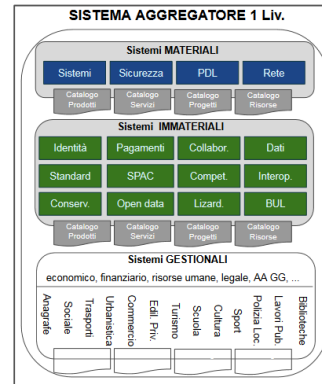 SISTEMA AGGREGATORE 1 Liv.
Sistemi MATERIALI
Sistemi Sicurezza PDL Rete
Catalogo Catalogo Catalogo Catalogo
Prodotti Servizi Progetti Risorse
Sistemi IMMATERIALI
Identità Pagamenti Collabor. Dati
Standard SPAC Compet. Interop.
Conserv. Open data Lizard. BUL
Catalogo Catalogo Catalogo Catalogo
Prodotti Servizi Progetti Risorse
Sistemi GESTIONALI
economico, finanziario, risorse umane, legale, AA GG, ...
Anagrafe
Sociale
Trasporti
Urbanistica
Commercio
Edil. Priv.
Turismo
Scuola
Cultura
Sport
Polizia Loc.
Lavori Pub.
Biblioteche